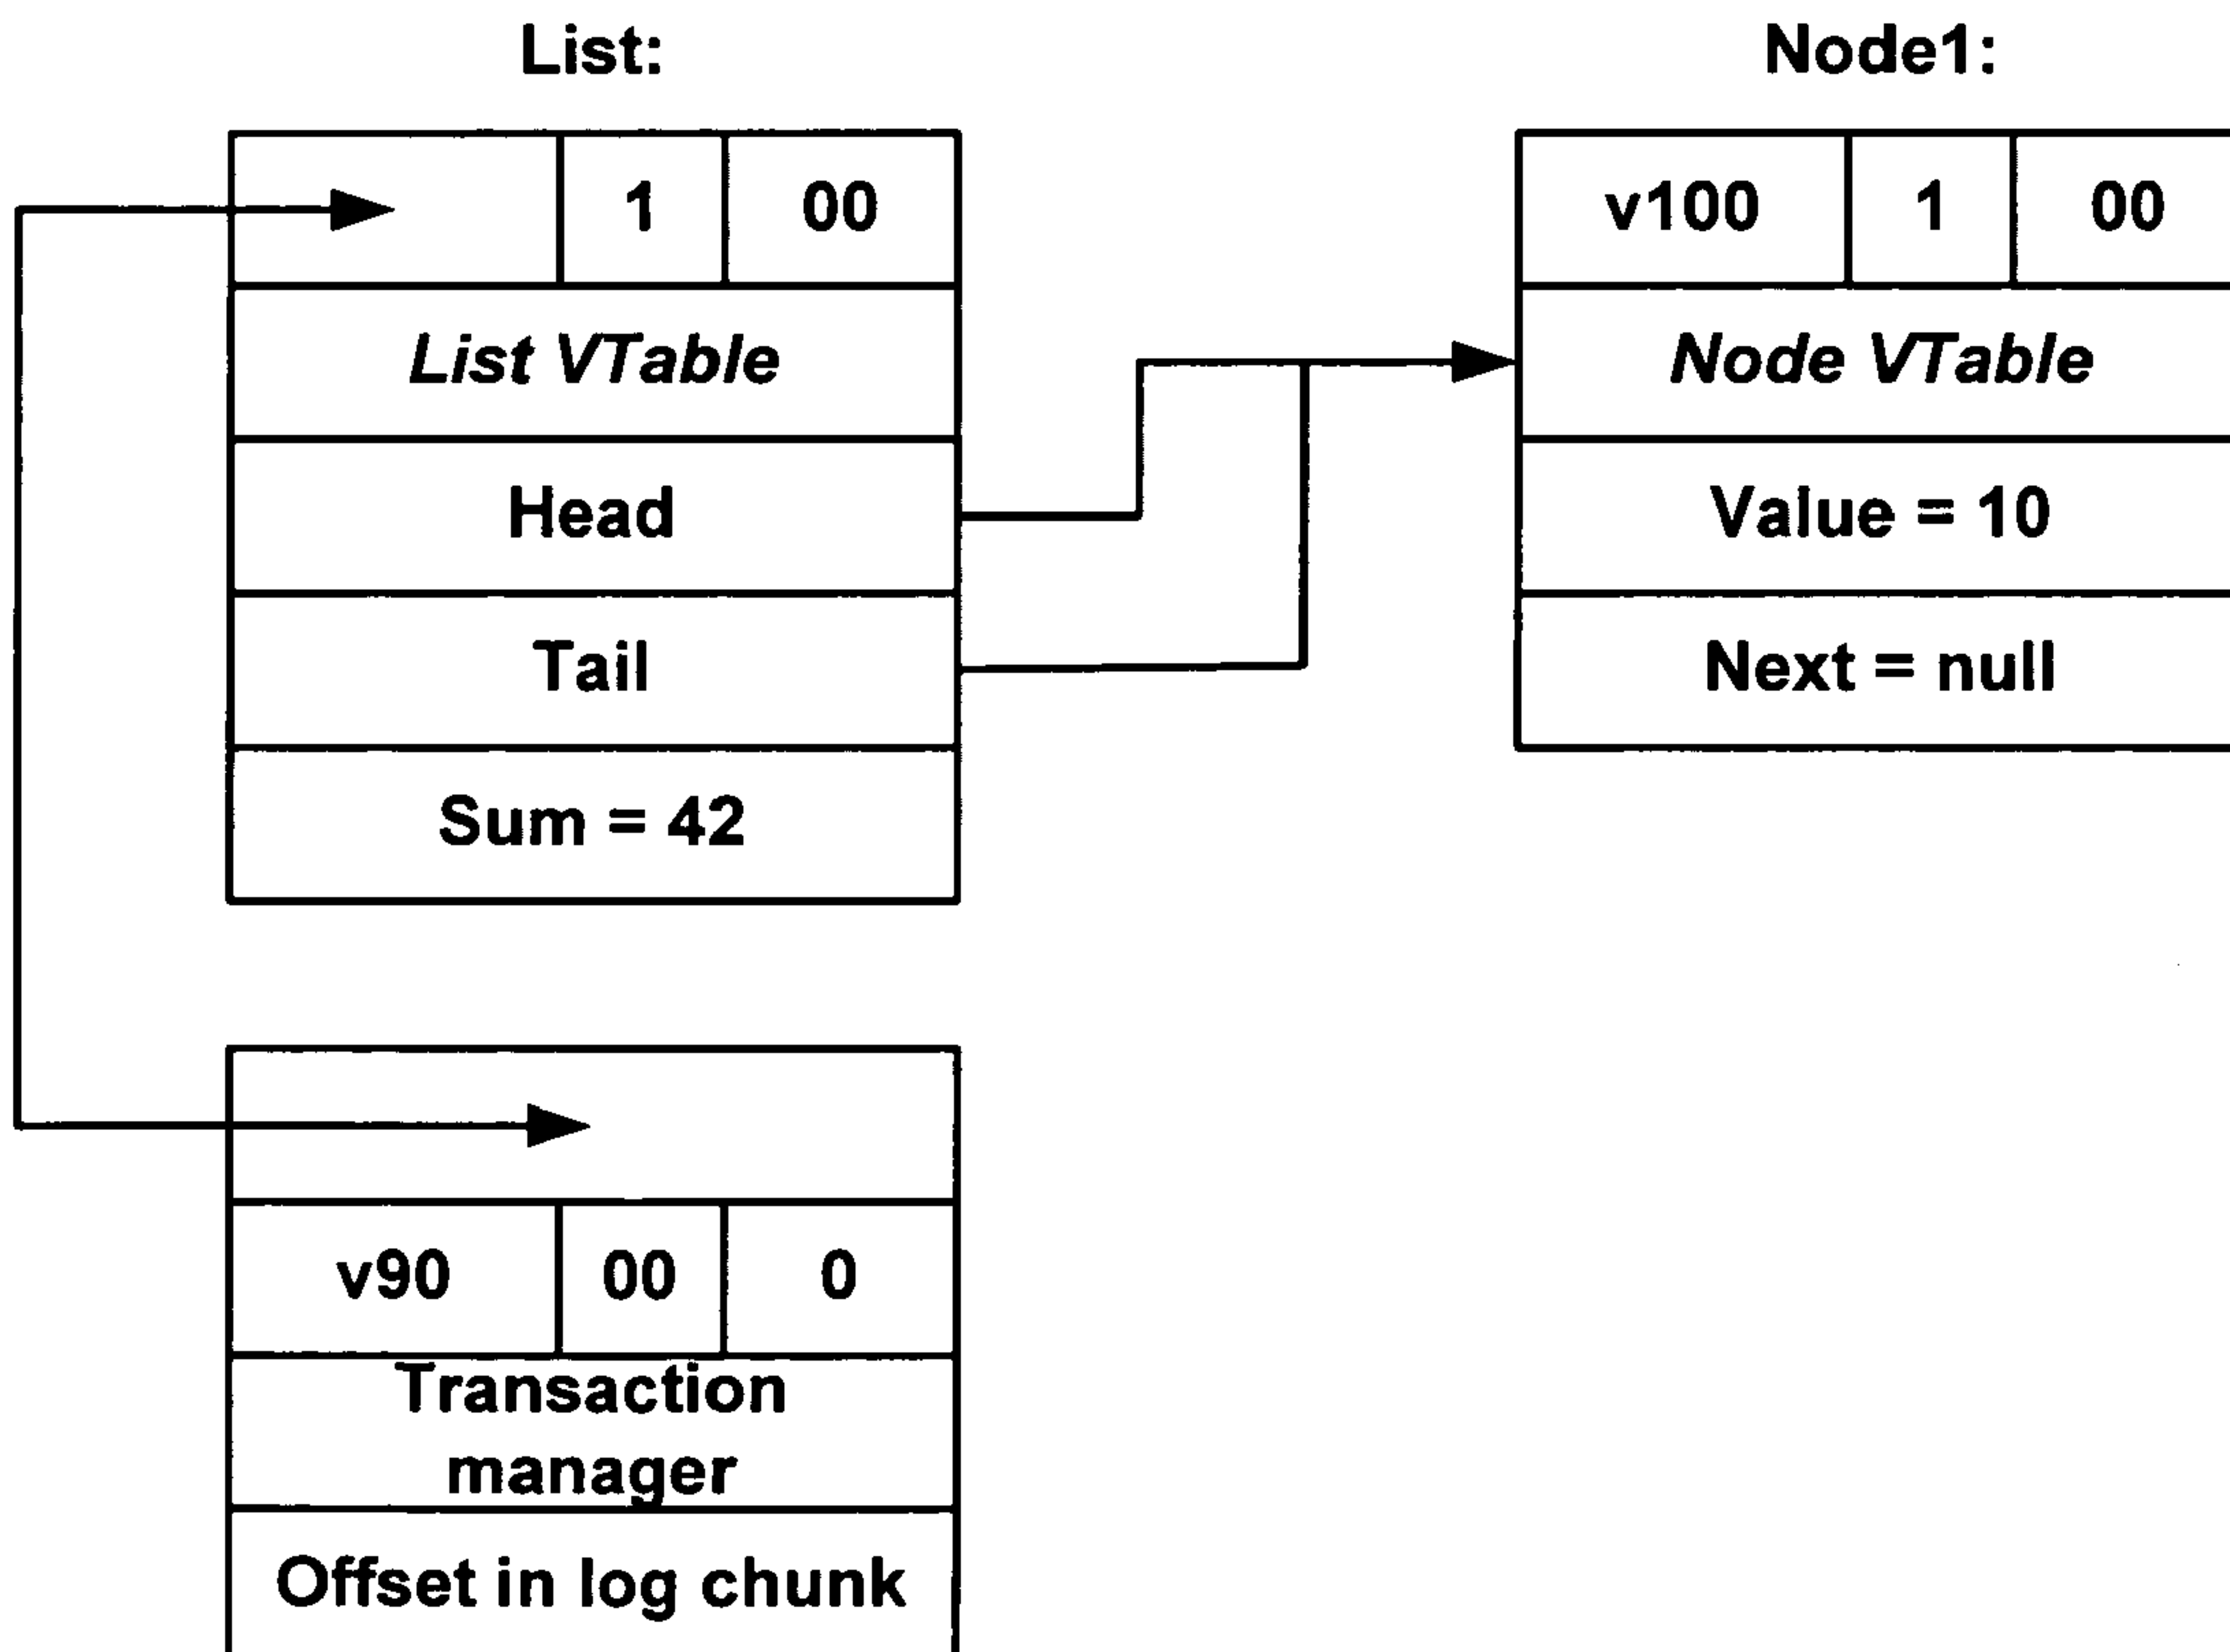 List:
1
00
List VTable
Head
Tail
Sum = 42
Node1:
v100
1
00
Node VTable
Value = 10
Next = null
v90
00
0
Transaction
manager
Offset in log chunk